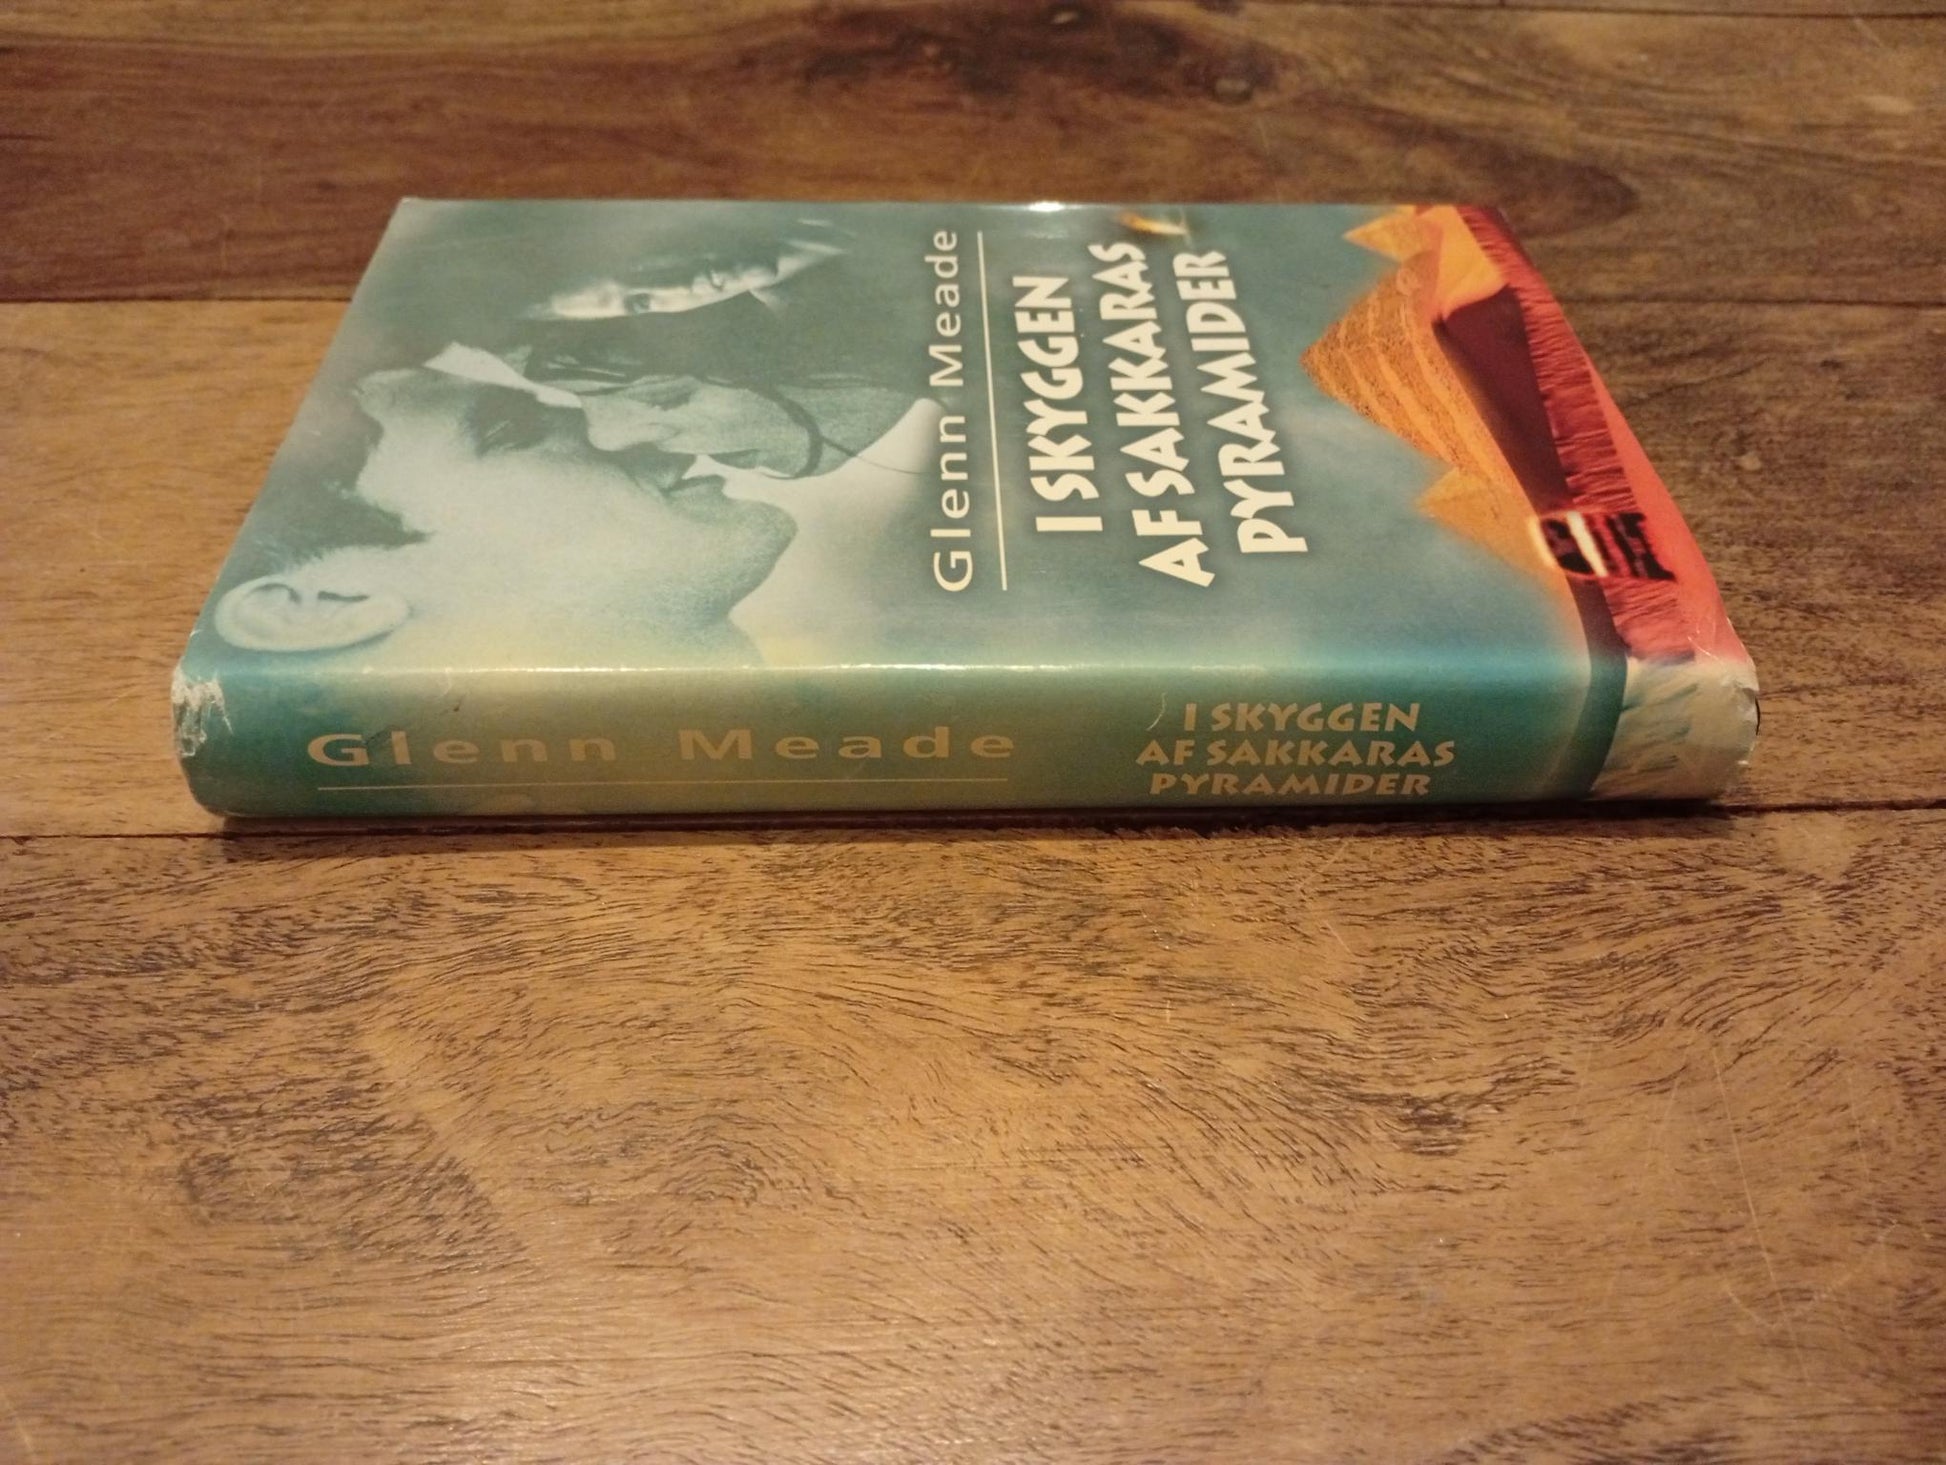 Glenn Meade
I SKYGGEN
AF SAKKARAS
PYRAMIDER
Glenn Meade
I SKYGGEN
AF SAKKARAS
PYRAMIDER